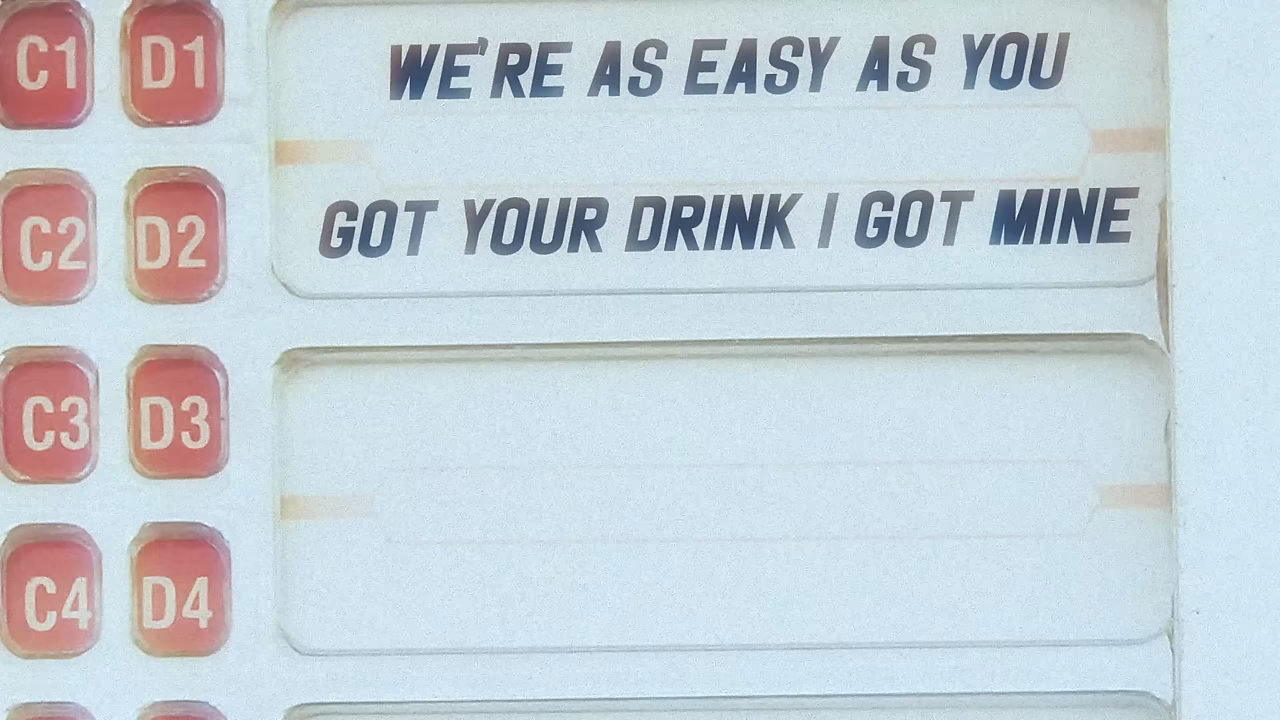 C1 D1 WE'RE AS EASY AS YOU
C2 D2 GOT YOUR DRINK I GOT MINE
C3 D3
C4 D4